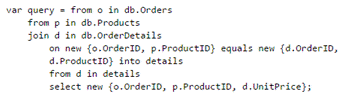 var query = from o in db.Orders
from p in db.Products
join d in db.OrderDetails
on new {o.OrderID, p.ProductID} equals new {d.OrderID,
d.ProductID} into details
from d in details
select new {o.OrderID, p.ProductID, d.UnitPrice};